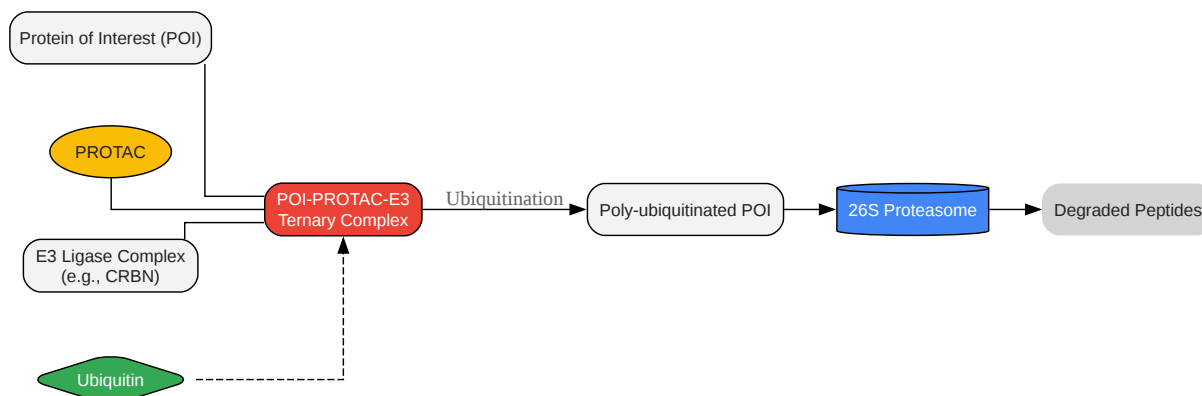 Protein of Interest (POI)
PROTAC
E3 Ligase Complex
(e.g., CRBN)
Ubiquitin
POI-PROTAC-E3
Ternary Complex
Ubiquitination
Poly-ubiquitinated POI
26S Proteasome
Degraded Peptides